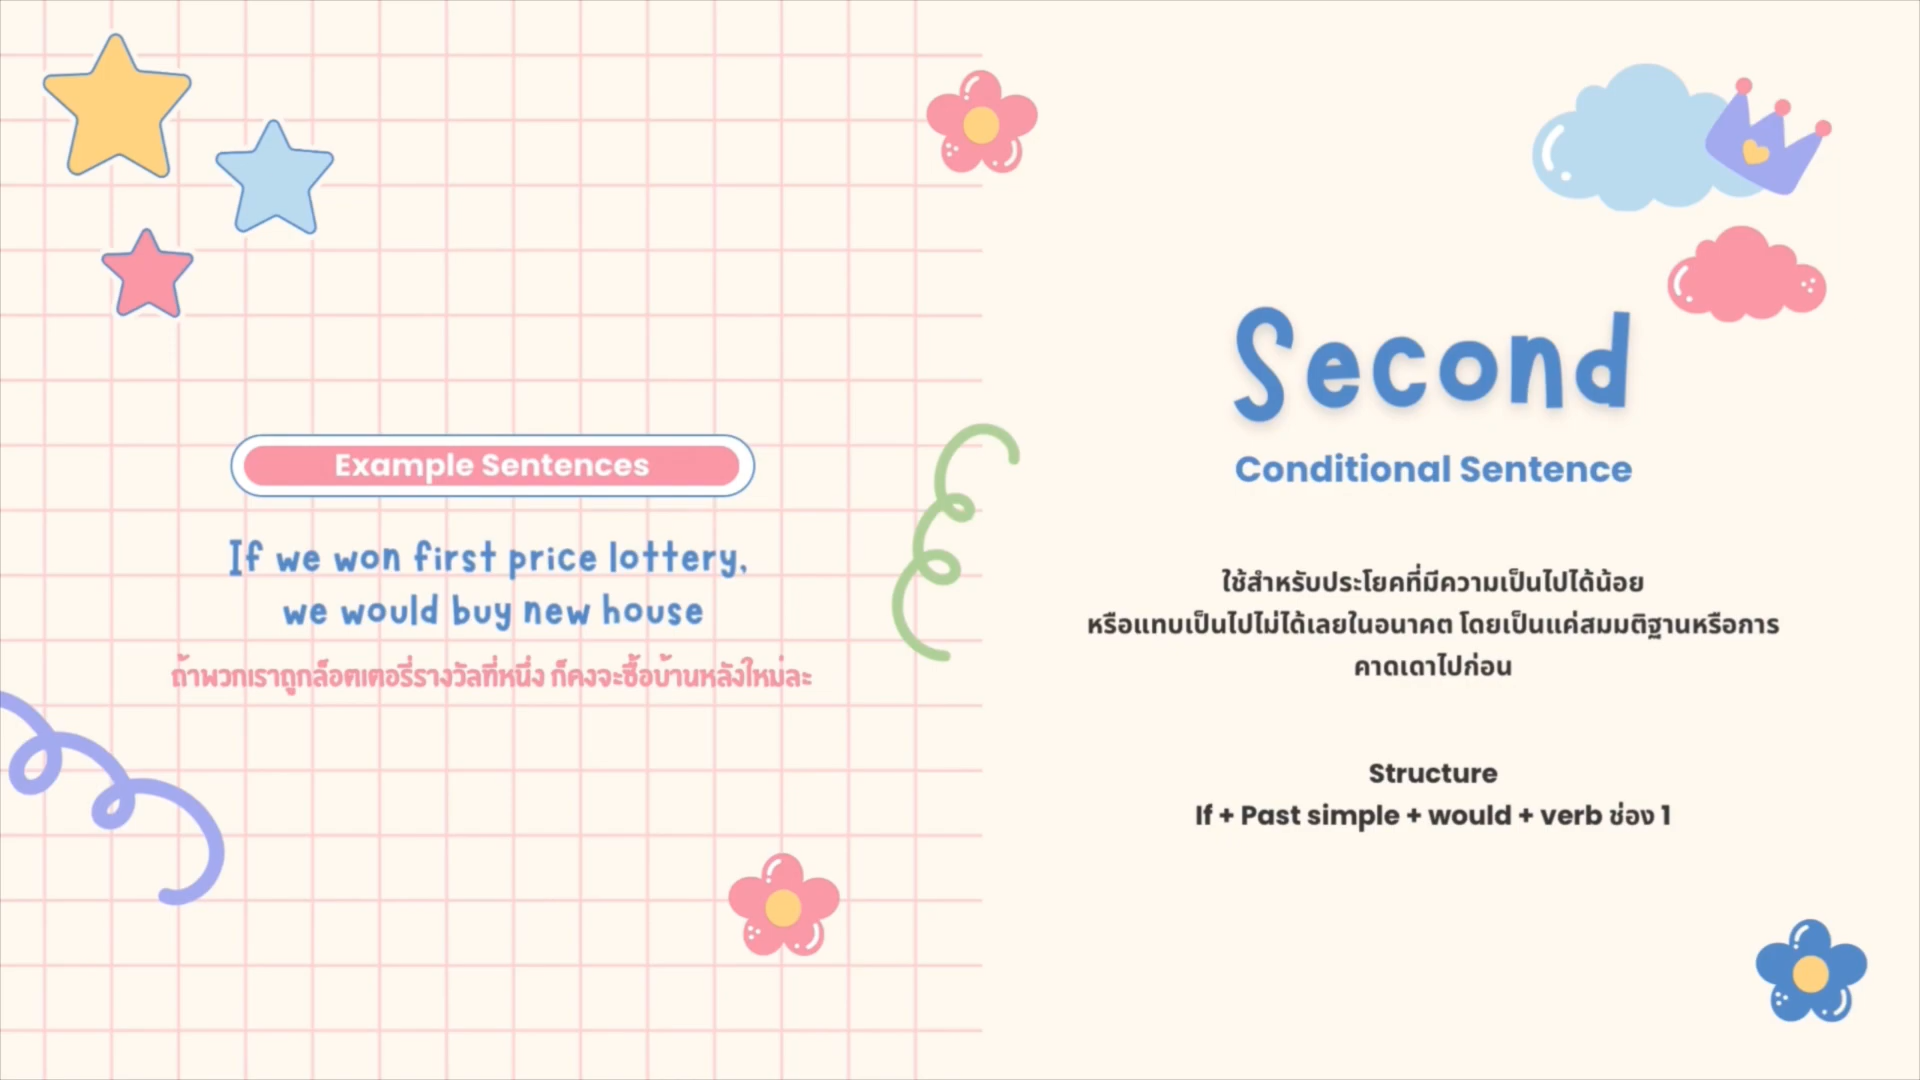 Example Sentences
If we won first price lottery,
we would buy new house
ถ้าพวกเราถูกล็อตเตอรี่รางวัลที่หนึ่ง ก็คงจะซื้อบ้านหลังใหม่ละ
Second
Conditional Sentence
ใช้สำหรับประโยคที่มีความเป็นไปได้น้อย
หรือแทบเป็นไปไม่ได้เลยในอนาคต โดยเป็นแค่สมมติฐานหรือการ
คาดเดาไปก่อน
Structure
If + Past simple + would + verb ช่อง 1